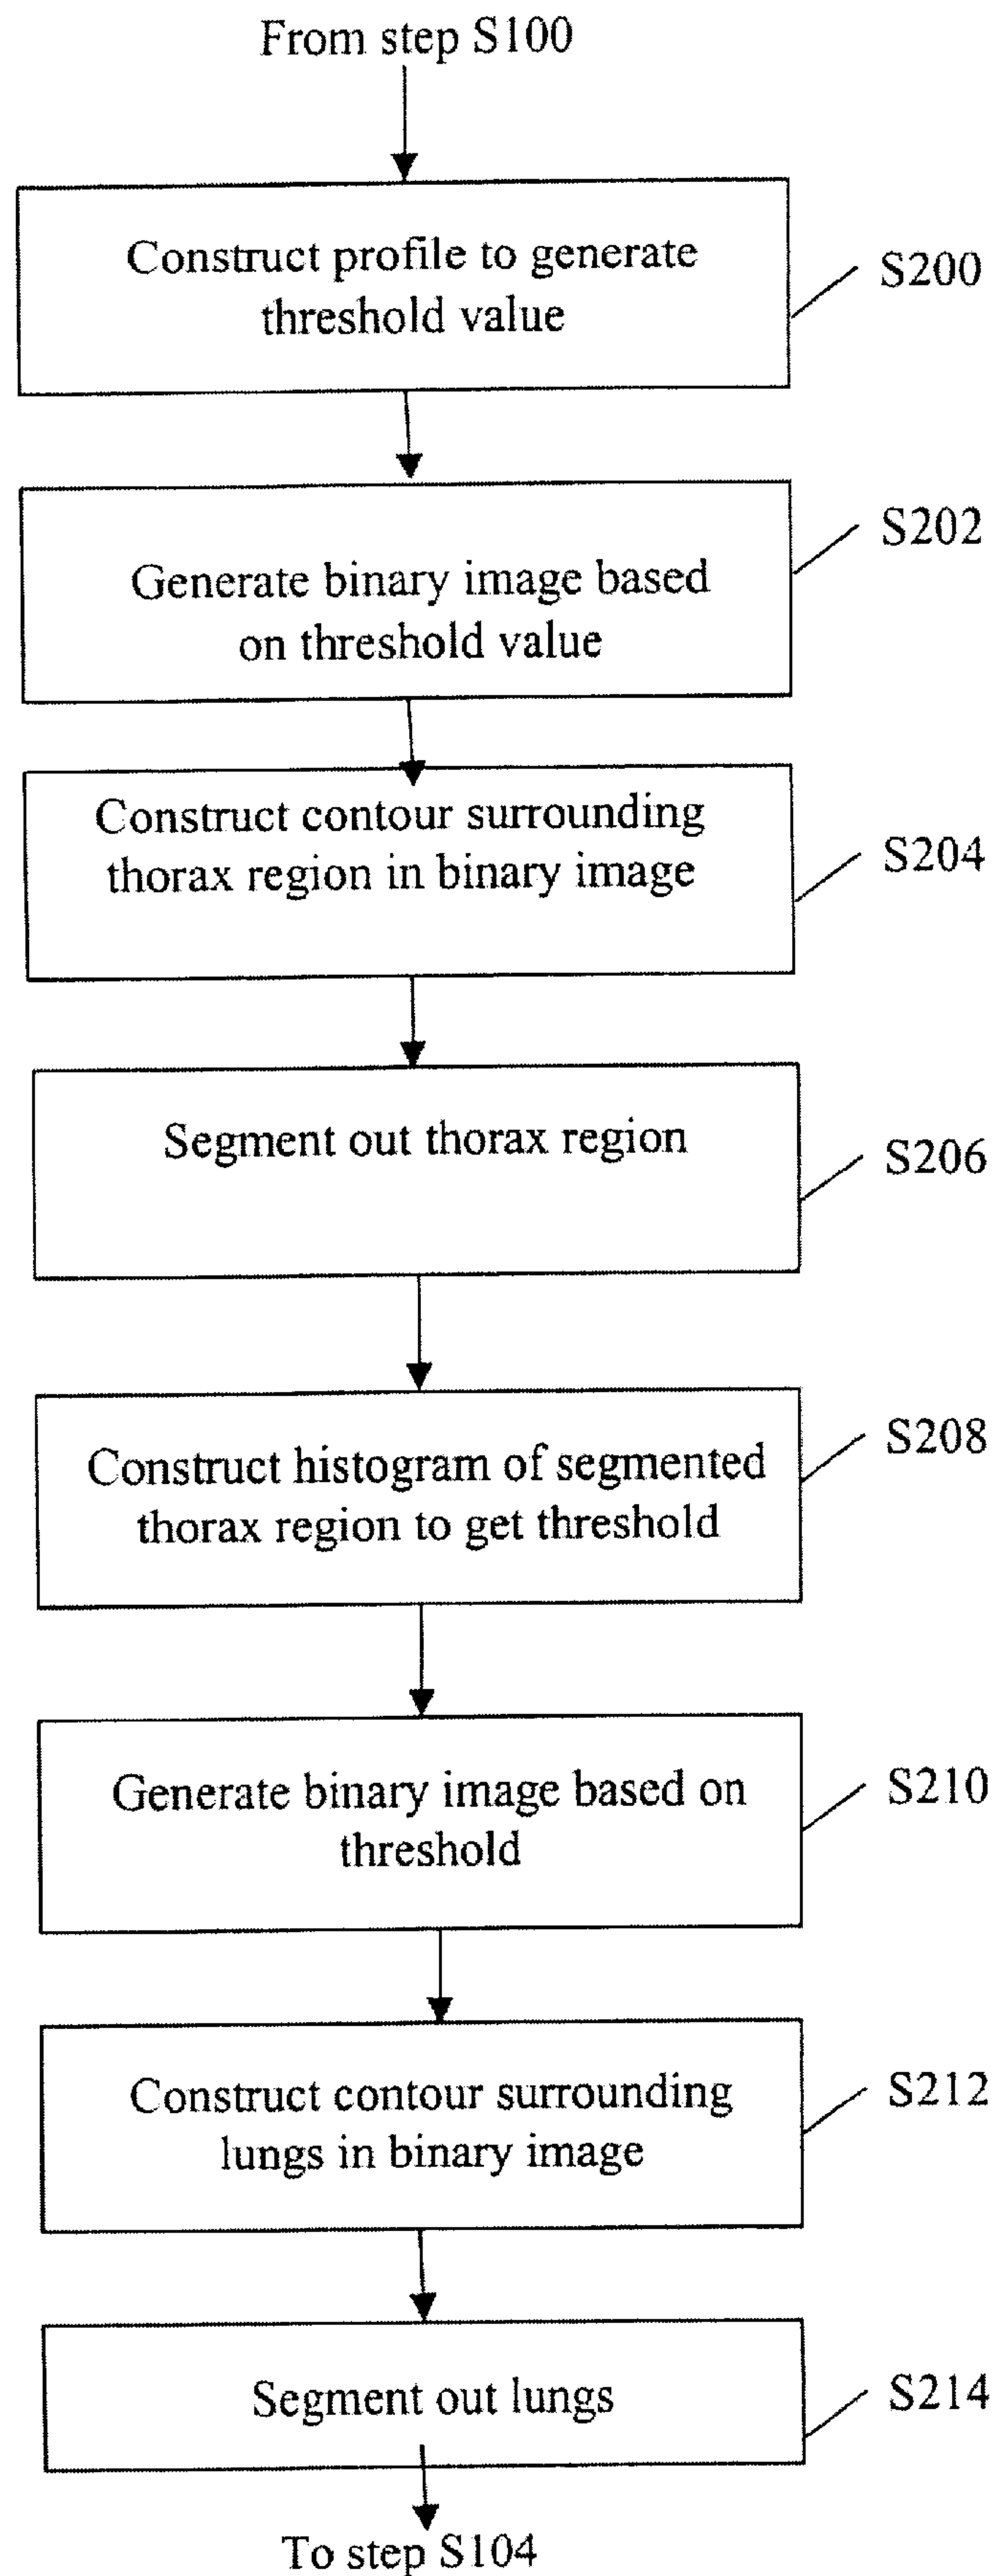 From step S100
Construct profile to generate
threshold value
S200
Generate binary image based
on threshold value
S202
Construct contour surrounding
thorax region in binary image
S204
Segment out thorax region
S206
Construct histogram of segmented
thorax region to get threshold
S208
Generate binary image based on
threshold
S210
Construct contour surrounding
lungs in binary image
S212
Segment out lungs
S214
To step S104